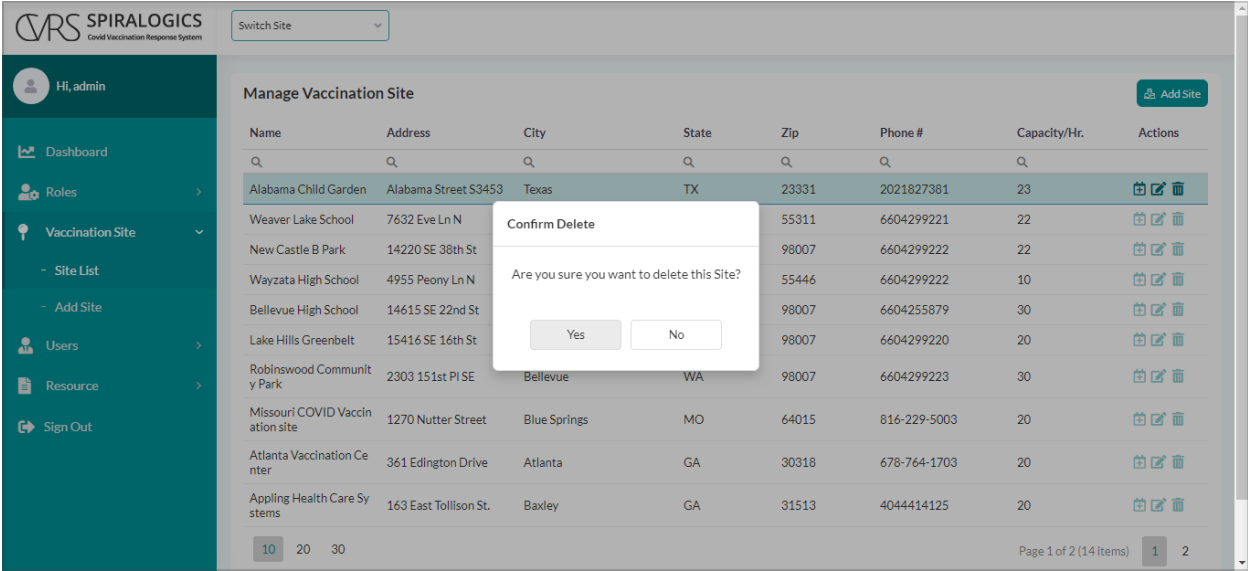 CVRS SPIRALOGICS
Covid Vaccination Response System
Switch Site
Hi, admin
Dashboard
Roles
Vaccination Site
- Site List
- Add Site
Users
Resource
Sign Out
Manage Vaccination Site
Add Site
Name Address City State Zip Phone # Capacity/Hr. Actions
Alabama Child Garden Alabama Street S3453 Texas TX 23331 2021827381 23
Weaver Lake School 7632 Eve Ln N 55311 6604299221 22
New Castle B Park 14220 SE 38th St 98007 6604299222 22
Wayzata High School 4955 Peony Ln N 55446 6604299222 10
Bellevue High School 14615 SE 22nd St 98007 6604255879 30
Lake Hills Greenbelt 15416 SE 16th St 98007 6604299220 20
Robinswood Communit
y Park 2303 151st Pl SE Bellevue WA 98007 6604299223 30
Missouri COVID Vaccin
ation site 1270 Nutter Street Blue Springs MO 64015 816-229-5003 20
Atlanta Vaccination Ce
nter 361 Edington Drive Atlanta GA 30318 678-764-1703 20
Appling Health Care Sy
stems 163 East Tollison St. Baxley GA 31513 4044414125 20
10 20 30
Page 1 of 2 (14 items) 1 2
Confirm Delete
Are you sure you want to delete this Site?
Yes No